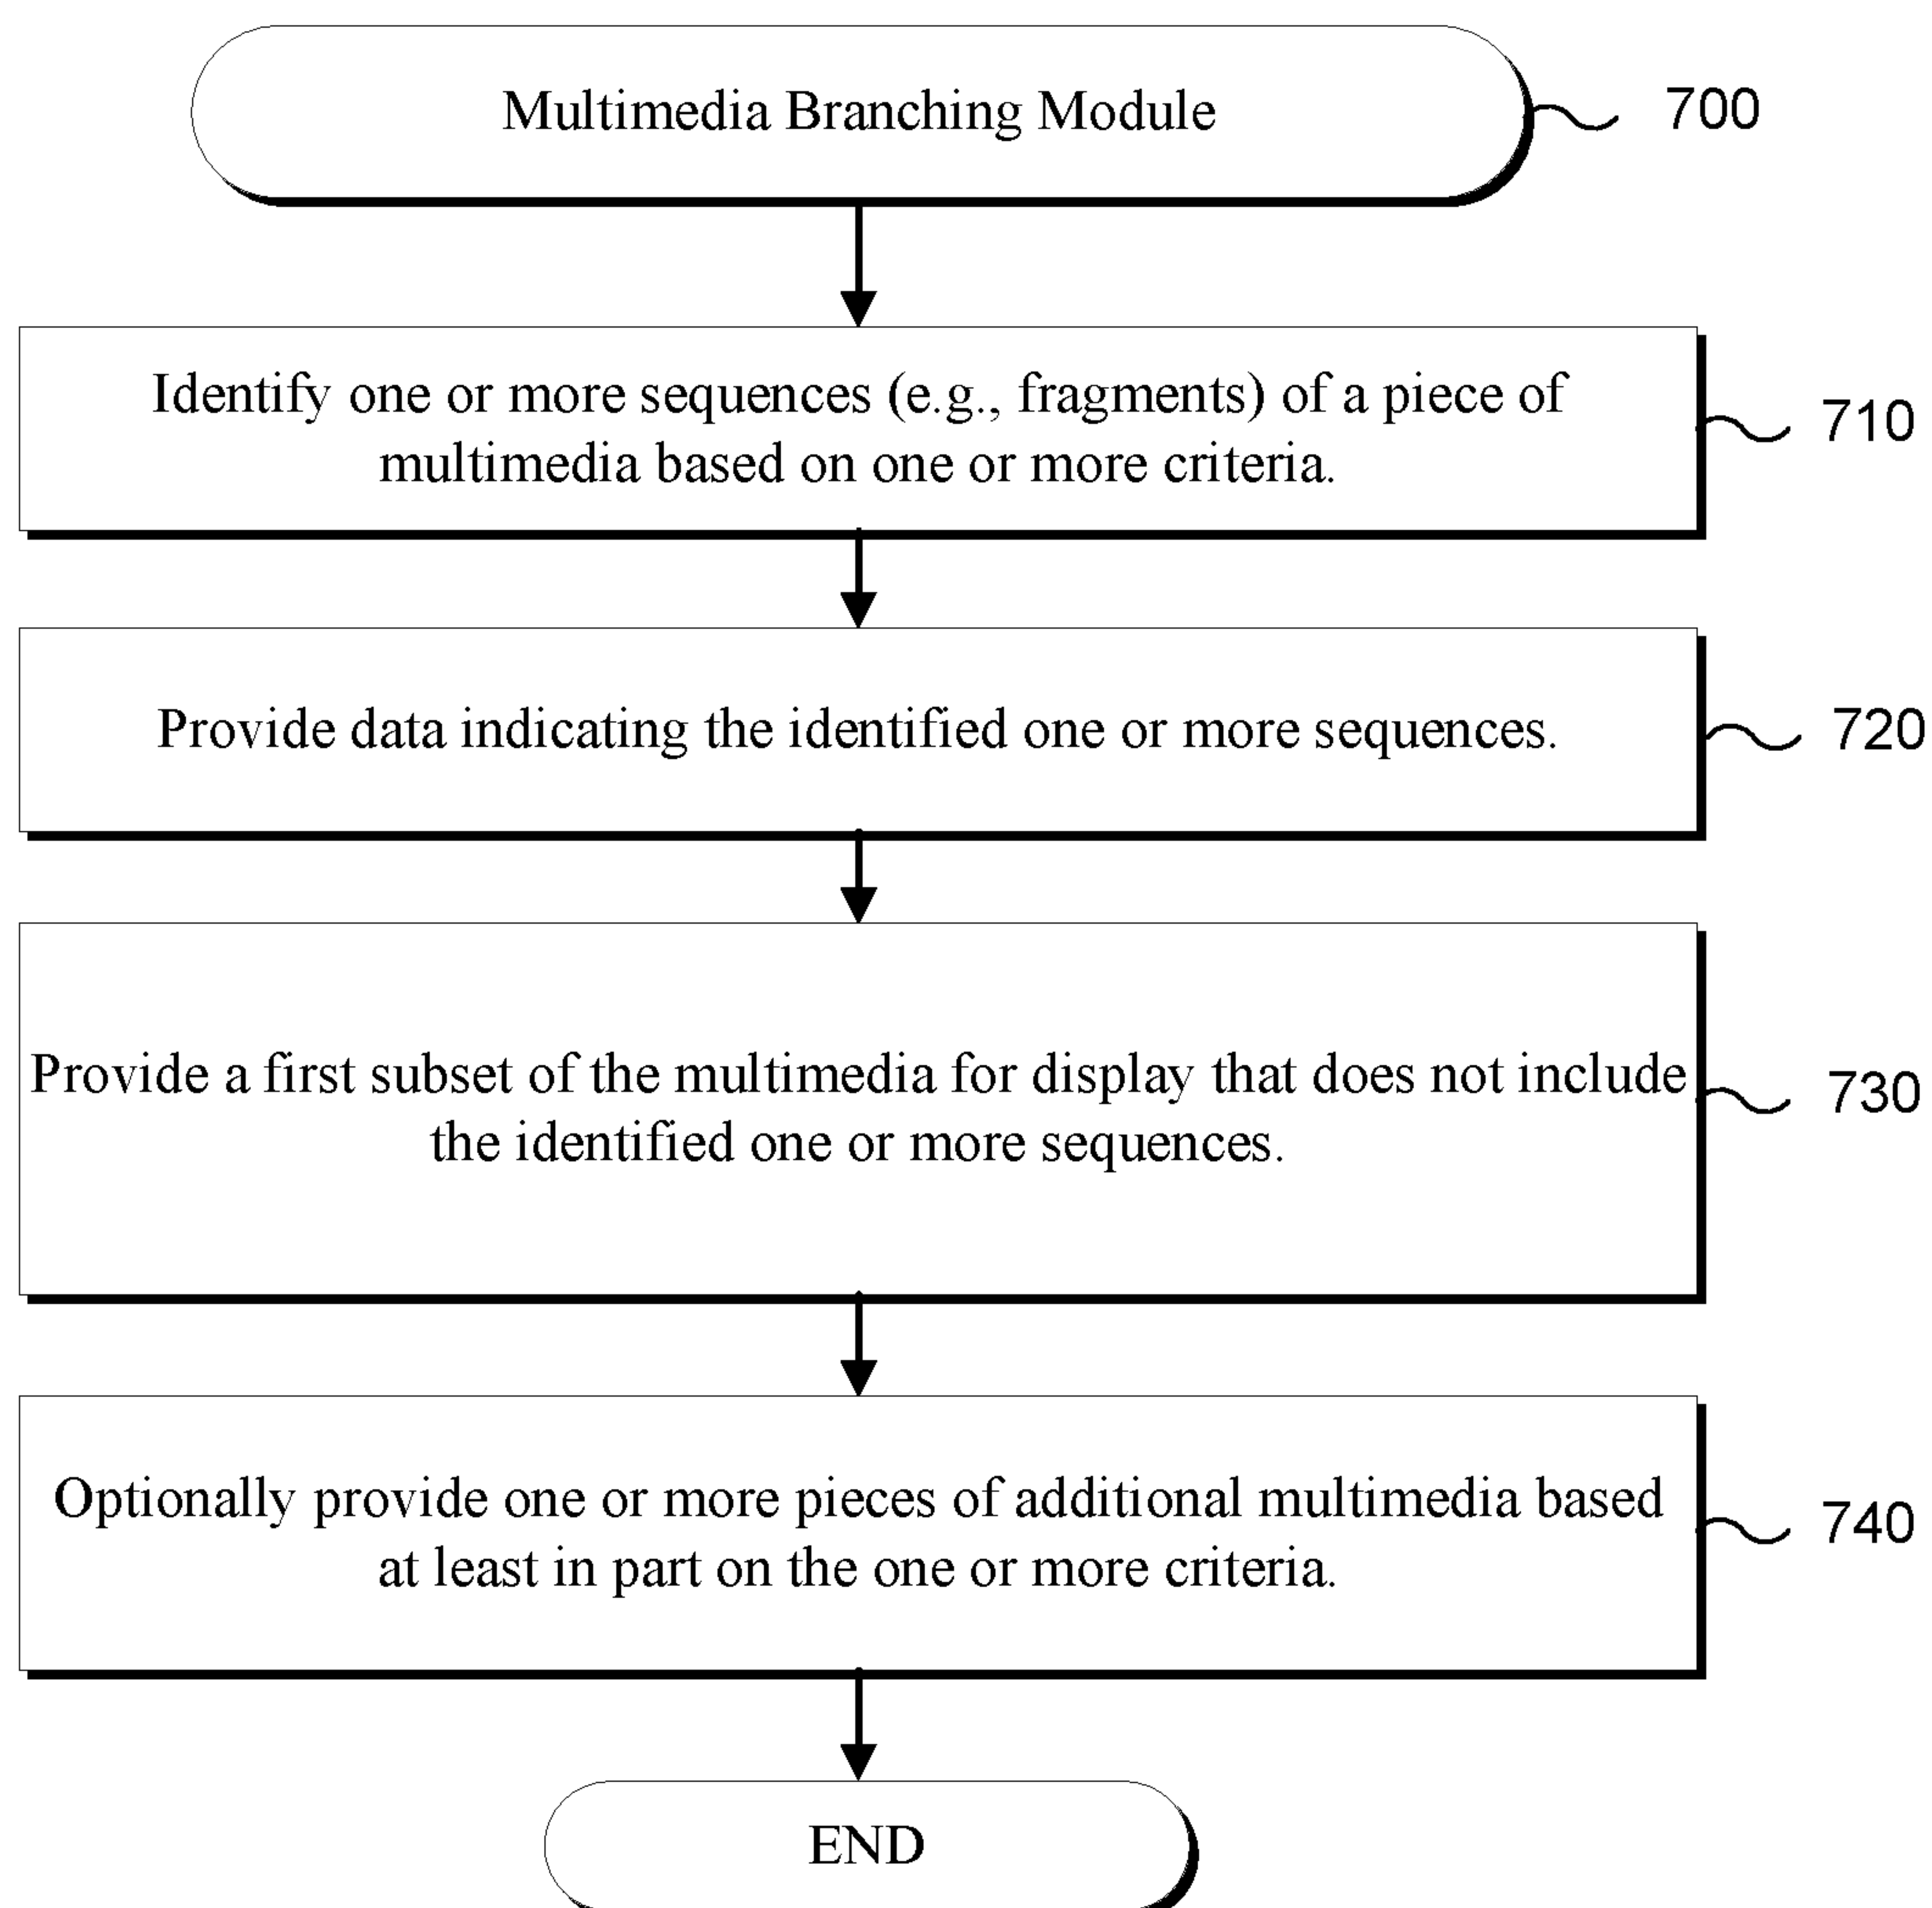 Multimedia Branching Module
700
Identify one or more sequences (e.g., fragments) of a piece of
multimedia based on one or more criteria.
710
Provide data indicating the identified one or more sequences.
720
Provide a first subset of the multimedia for display that does not include
the identified one or more sequences.
730
Optionally provide one or more pieces of additional multimedia based
at least in part on the one or more criteria.
740
END